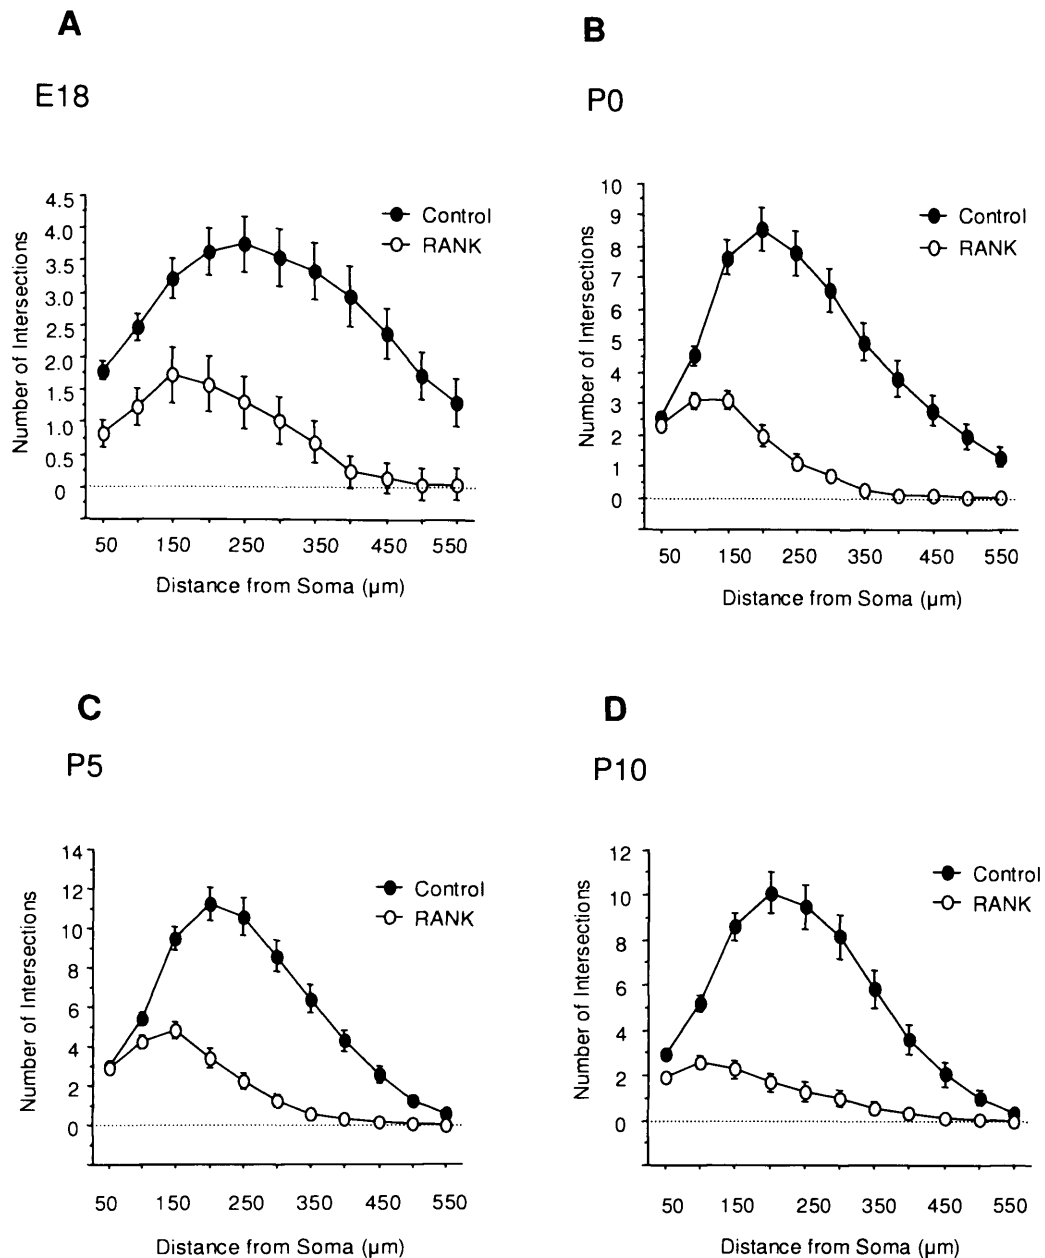 A
E18
4.5
4.0
3.5
3.0
2.5
2.0
1.5
1.0
0.5
0
Number of Intersections
Control
RANK
50 150 250 350 450 550
Distance from Soma (µm)
B
P0
10
9
8
7
6
5
4
3
2
1
0
Number of Intersections
Control
RANK
50 150 250 350 450 550
Distance from Soma (µm)
C
P5
14
12
10
8
6
4
2
0
Number of Intersections
Control
RANK
50 150 250 350 450 550
Distance from Soma (µm)
D
P10
12
10
8
6
4
2
0
Number of Intersections
Control
RANK
50 150 250 350 450 550
Distance from Soma (µm)